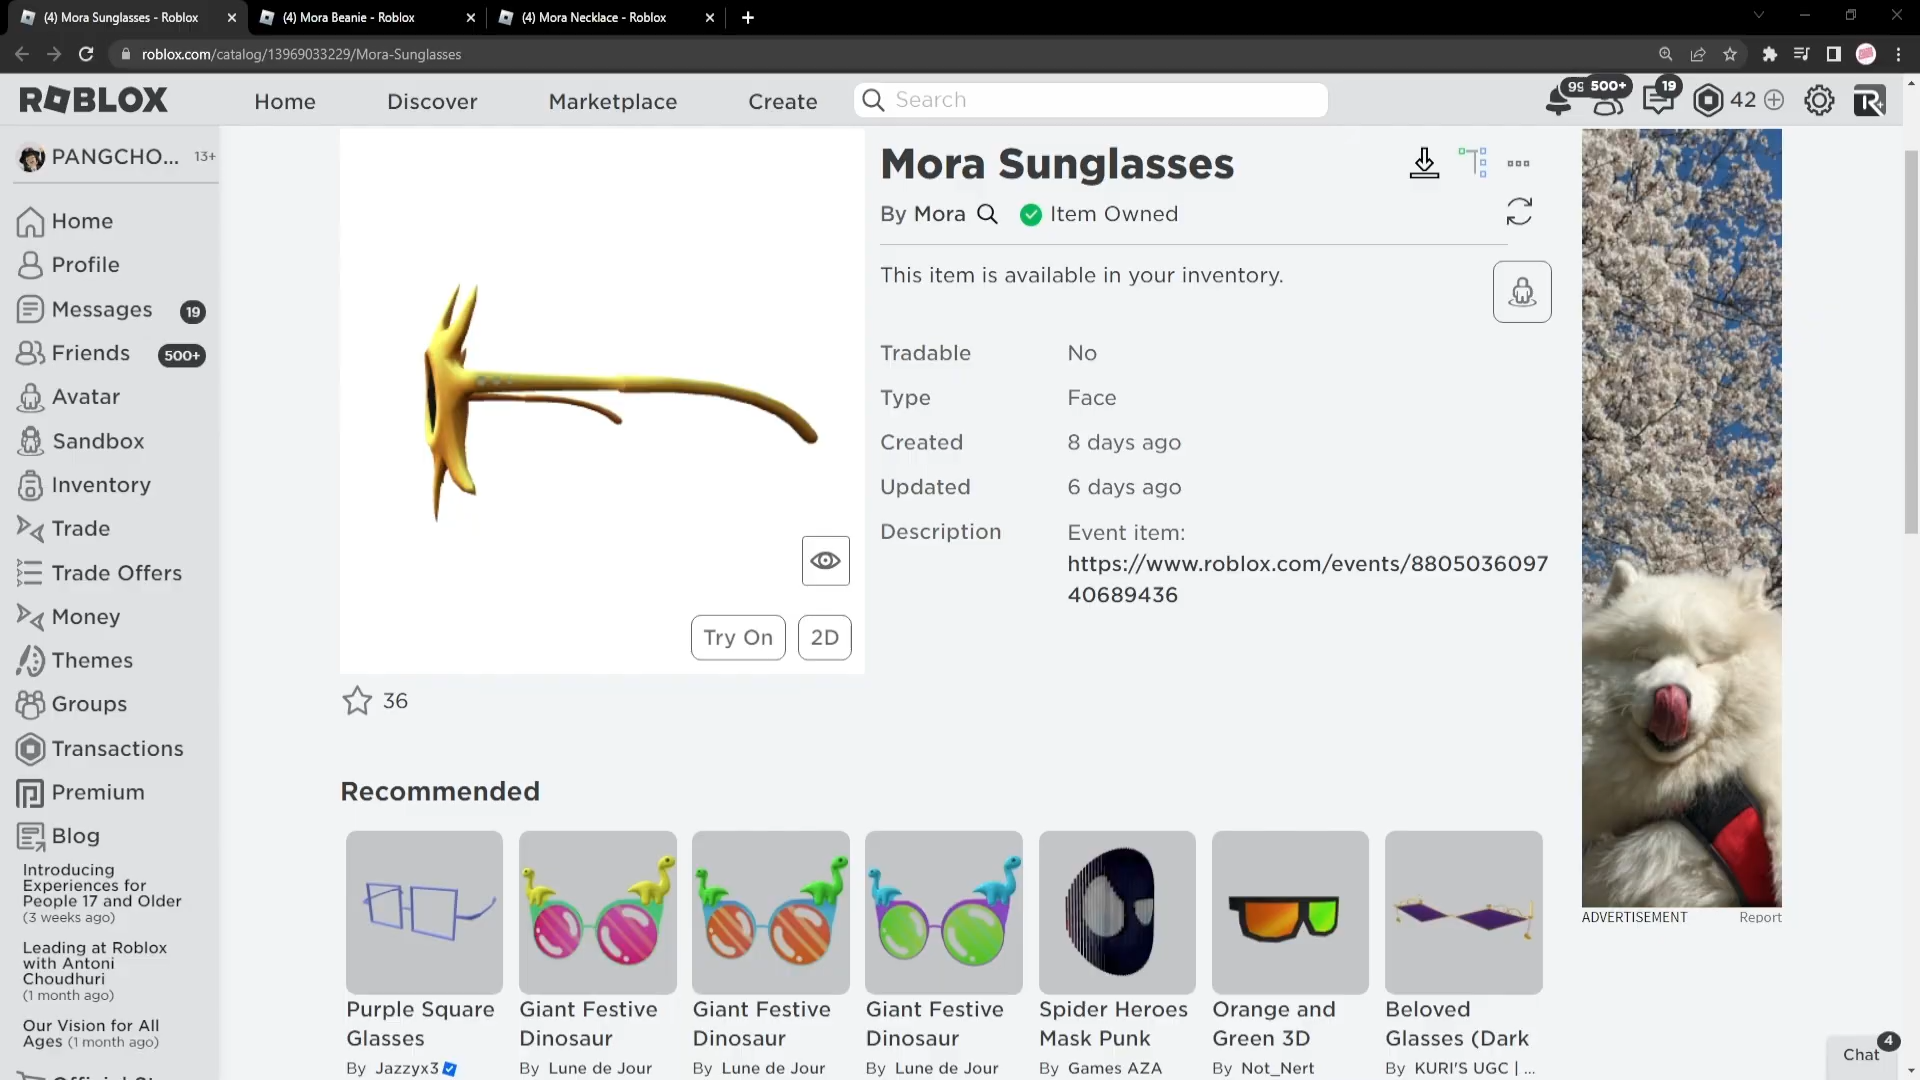 (4) Mora Sunglasses - Roblox
(4) Mora Beanie - Roblox
(4) Mora Necklace - Roblox
roblox.com/catalog/13969033229/Mora-Sunglasses
ROBLOX
Home
Discover
Marketplace
Create
Search
99
500+
19
42
PANGCHO...
13+
Home
Profile
Messages
19
Friends
500+
Avatar
Sandbox
Inventory
Trade
Trade Offers
Money
Themes
Groups
Transactions
Premium
Blog
Introducing
Experiences for
People 17 and Older
(3 weeks ago)
Leading at Roblox
with Antoni
Choudhuri
(1 month ago)
Our Vision for All
Ages (1 month ago)
Mora Sunglasses
By Mora
Item Owned
This item is available in your inventory.
Tradable No
Type Face
Created 8 days ago
Updated 6 days ago
Description Event item:
https://www.roblox.com/events/8805036097
40689436
Try On
2D
36
Recommended
Purple Square
Glasses
By Jazzyx3
Giant Festive
Dinosaur
By Lune de Jour
Giant Festive
Dinosaur
By Lune de Jour
Giant Festive
Dinosaur
By Lune de Jour
Spider Heroes
Mask Punk
By Games AZA
Orange and
Green 3D
By Not_Nert
Beloved
Glasses (Dark
By KURI'S UGC | ...
ADVERTISEMENT
Report
Chat
4